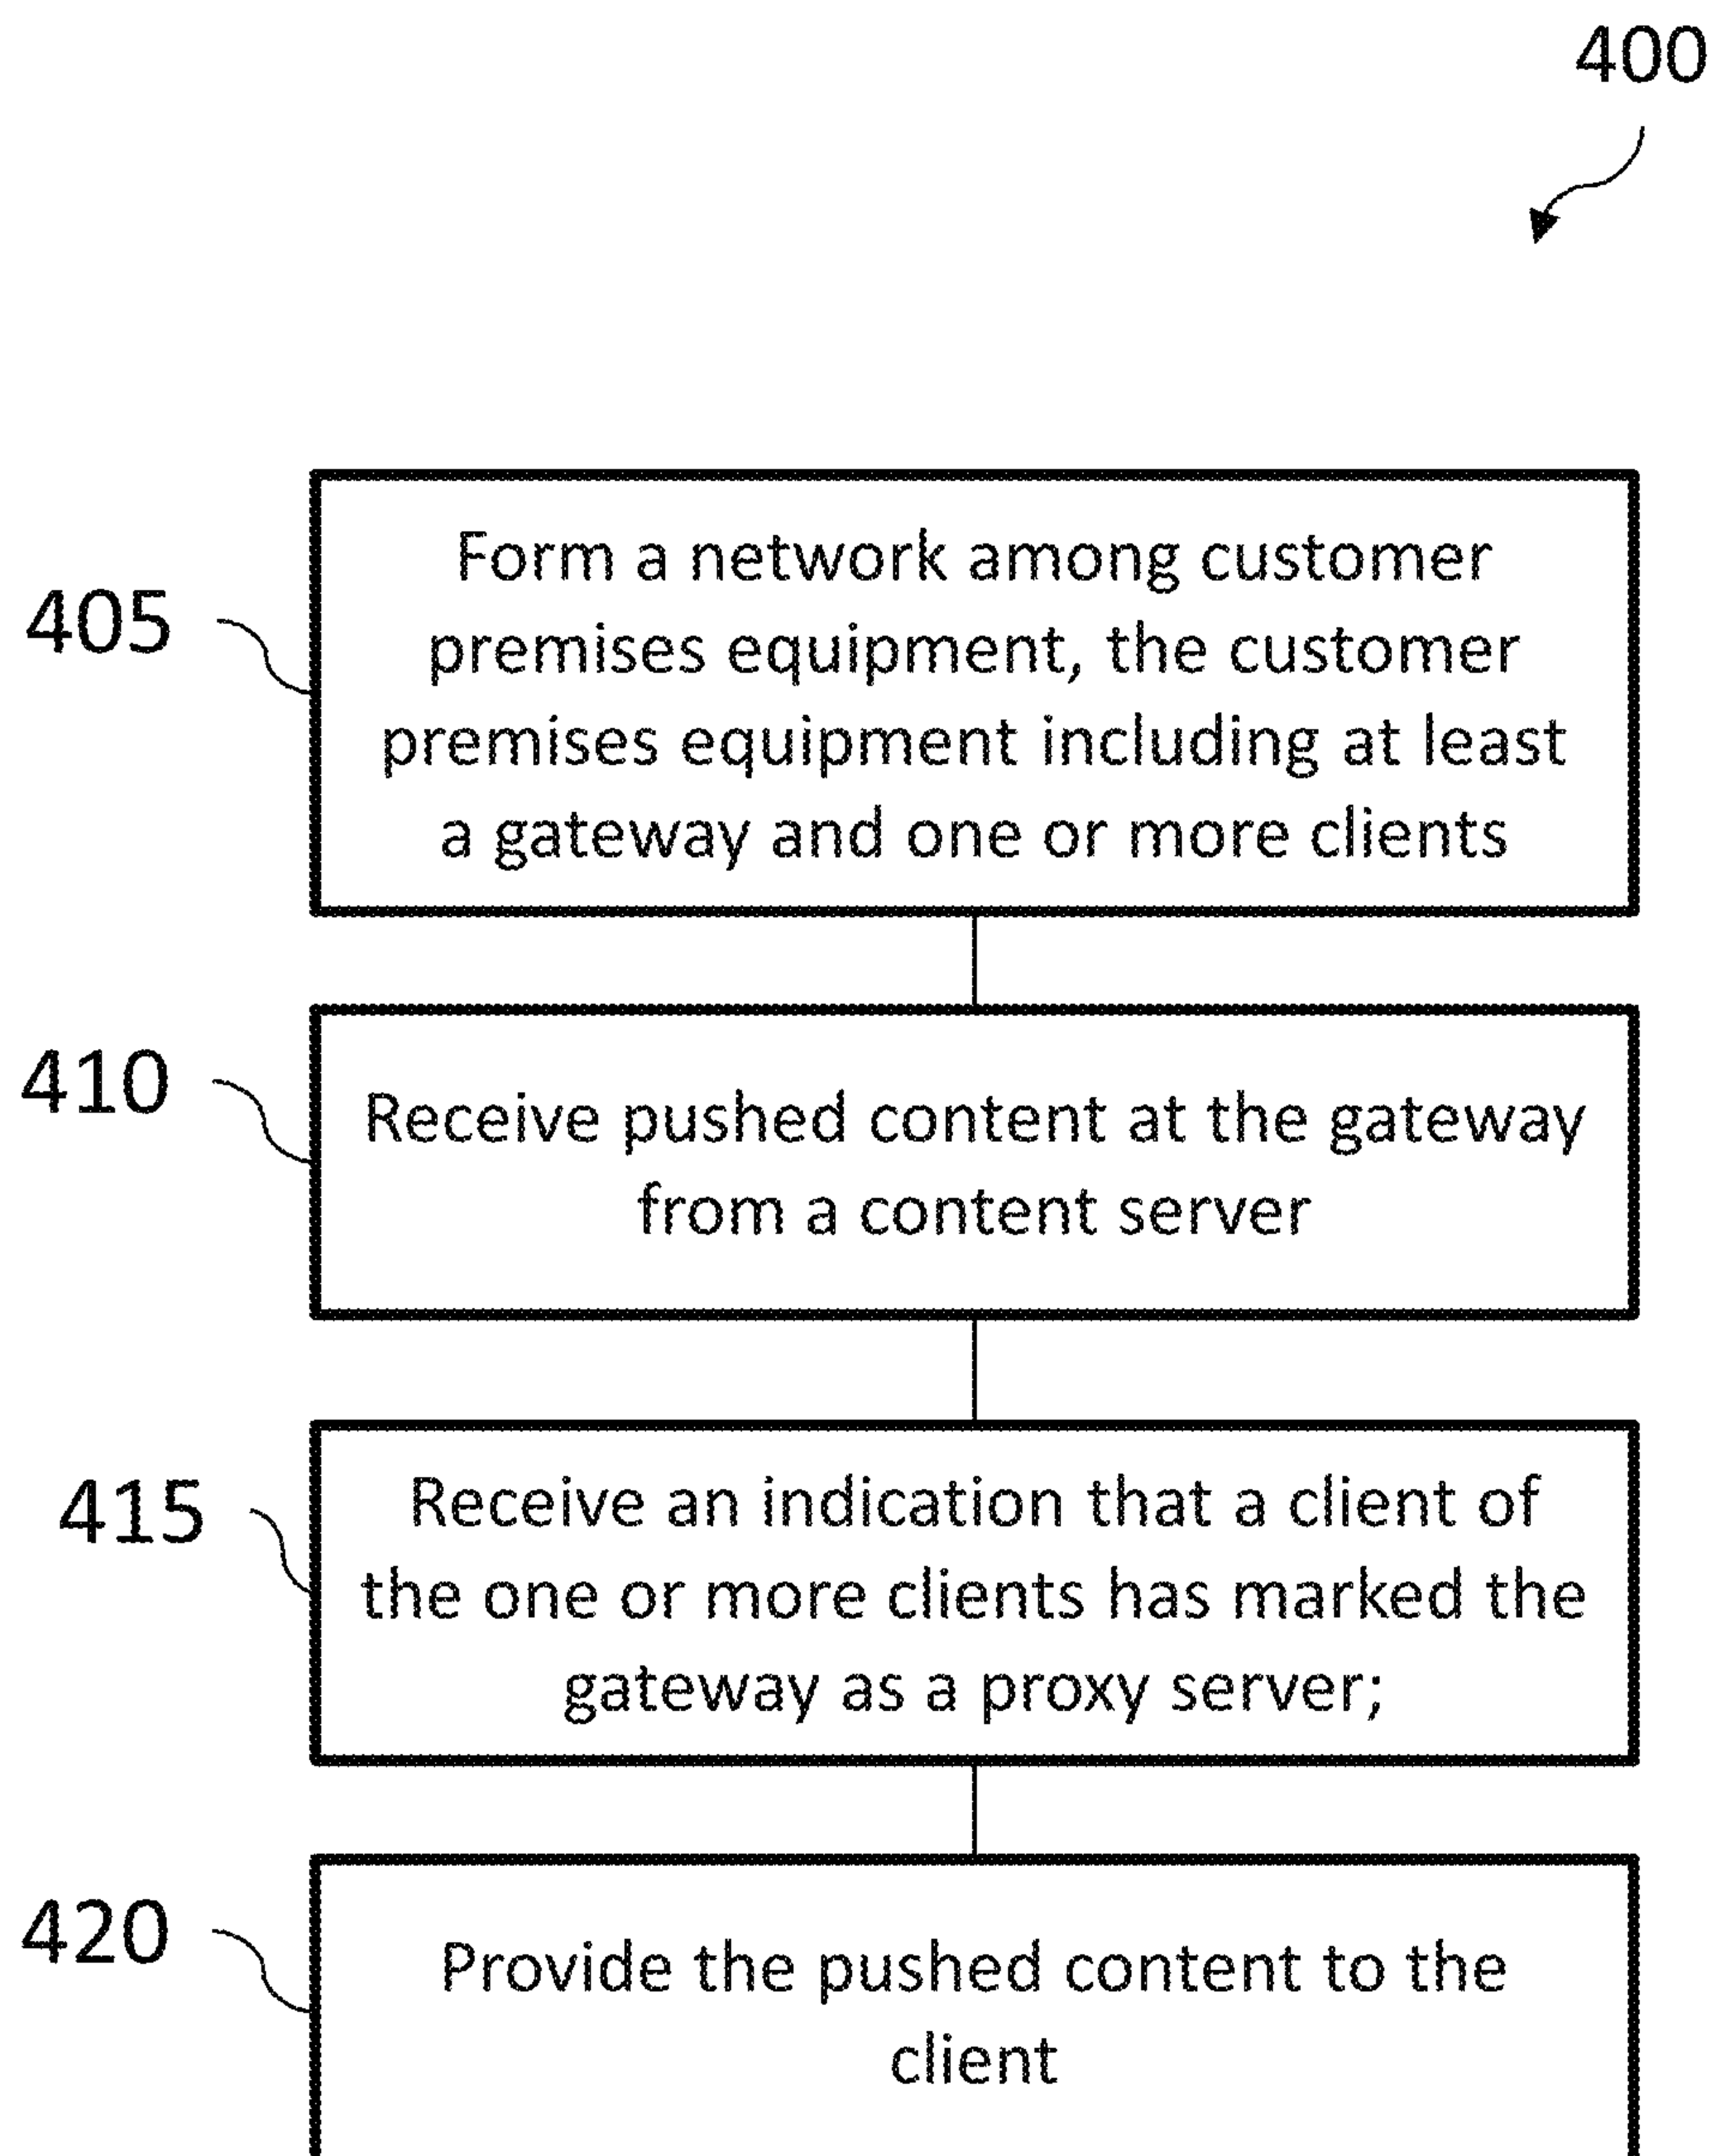 400
405
Form a network among customer
premises equipment, the customer
premises equipment including at least
a gateway and one or more clients
410
Receive pushed content at the gateway
from a content server
415
Receive an indication that a client of
the one or more clients has marked the
gateway as a proxy server;
420
Provide the pushed content to the
client